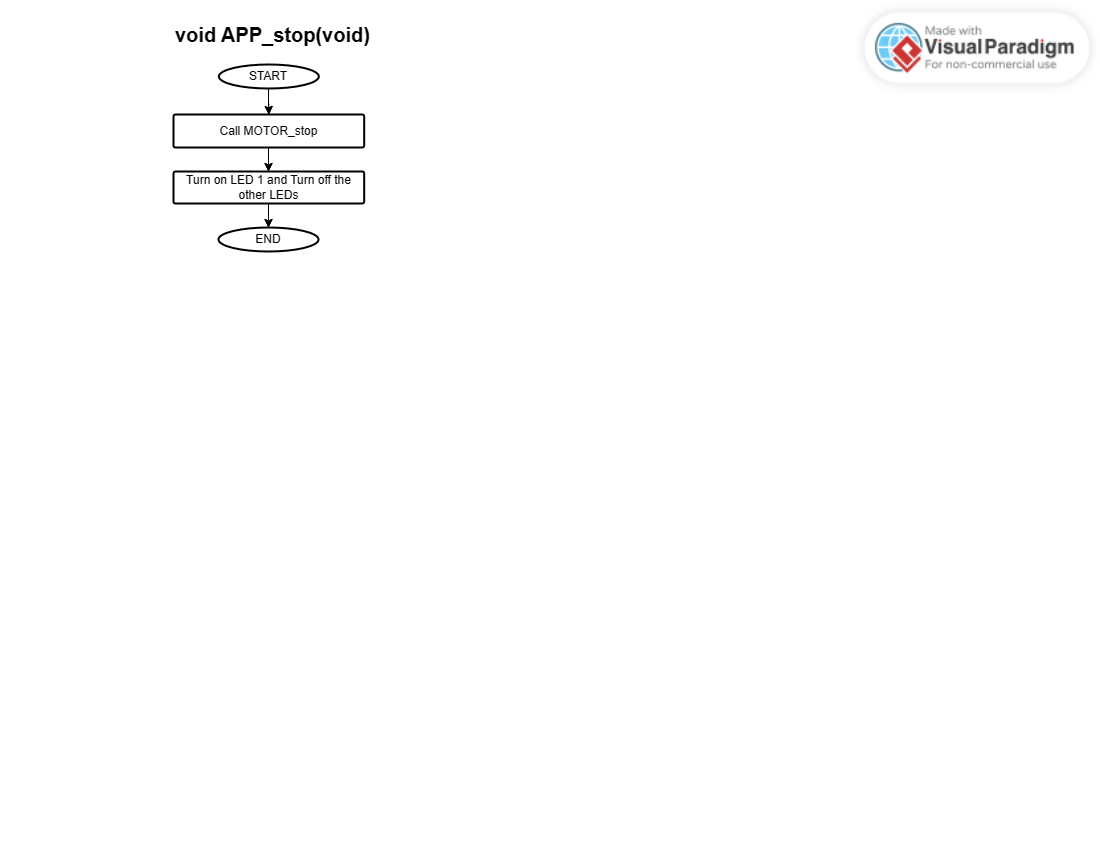 void APP_stop(void)
START
Call MOTOR_stop
Turn on LED 1 and Turn off the
other LEDs
END
Made with
Visual Paradigm
For non-commercial use